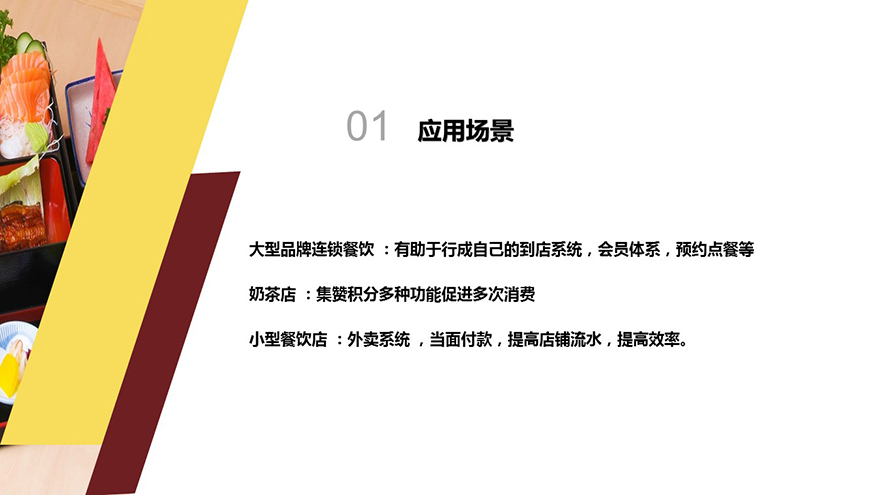 01 应用场景
大型品牌连锁餐饮 ：有助于行成自己的到店系统，会员体系，预约点餐等
奶茶店 ：集赞积分多种功能促进多次消费
小型餐饮店 ：外卖系统 ，当面付款，提高店铺流水，提高效率。